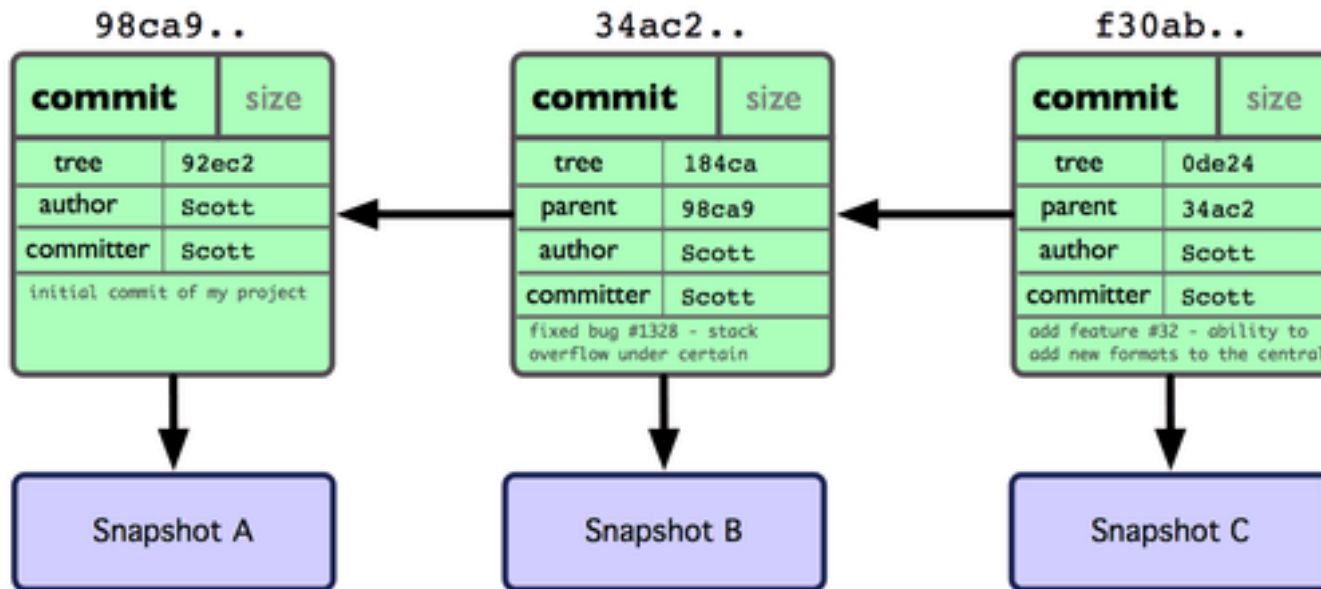 98ca9.. 34ac2.. f30ab..
commit size commit size commit size
tree 92ec2 tree 184ca tree 0de24
author Scott parent 98ca9 parent 34ac2
committer Scott author Scott author Scott
initial commit of my project committer Scott committer Scott
fixed bug #1328 - stack add feature #32 - ability to
overflow under certain add new formats to the central
Snapshot A Snapshot B Snapshot C